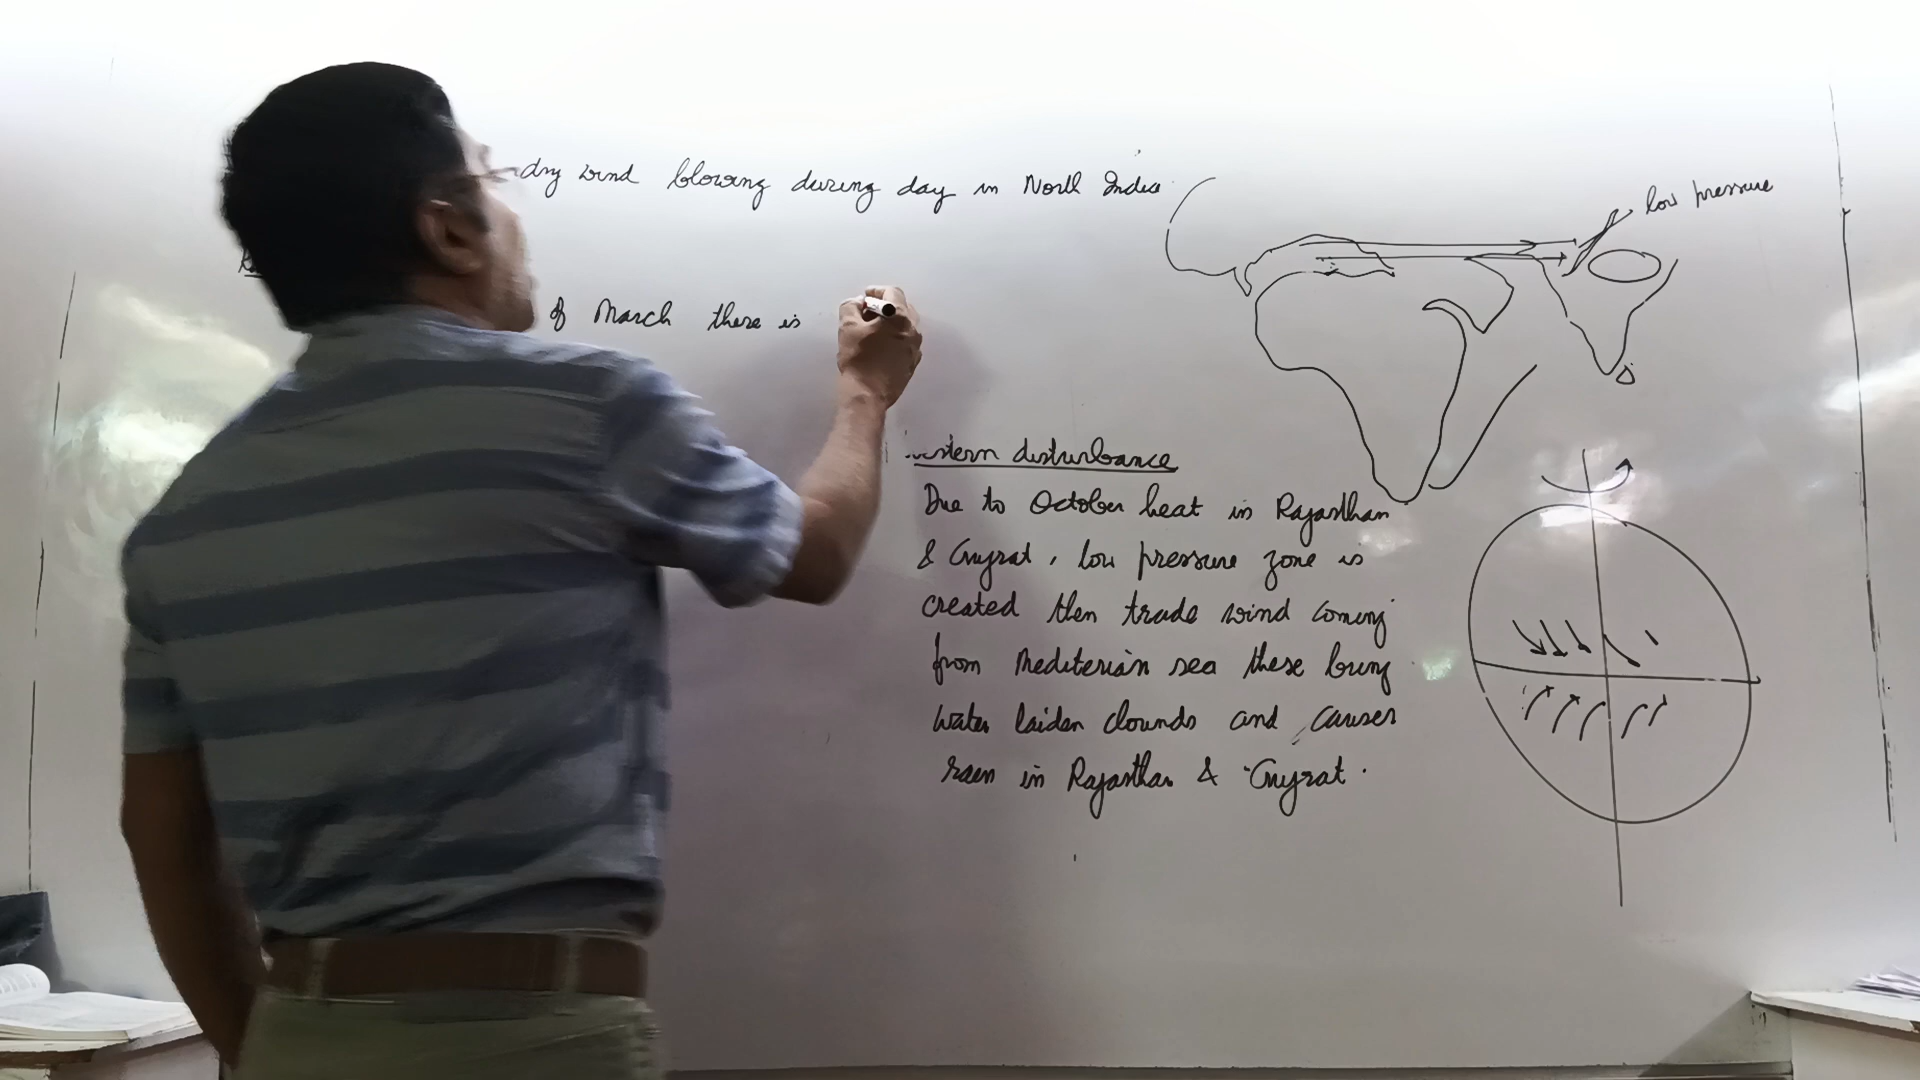 dry wind blowing during day in North India
low pressure
of March there is
stern disturbance
Due to October heat in Rajasthan
& Gujrat, low pressure zone is
created then trade wind coming
from Mediterian sea these bring
water laiden clounds and causes
rain in Rajasthan & Gujrat.